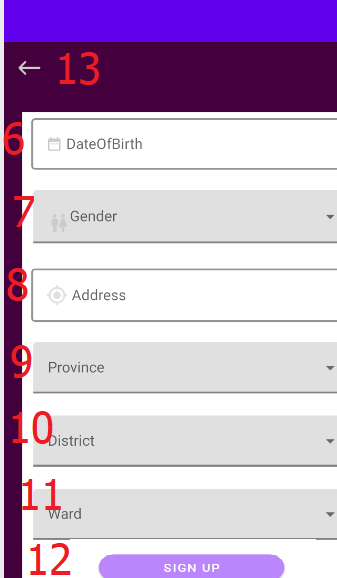 13
6 DateOfBirth
7 Gender
8 Address
9 Province
10 District
11 Ward
12 SIGN UP